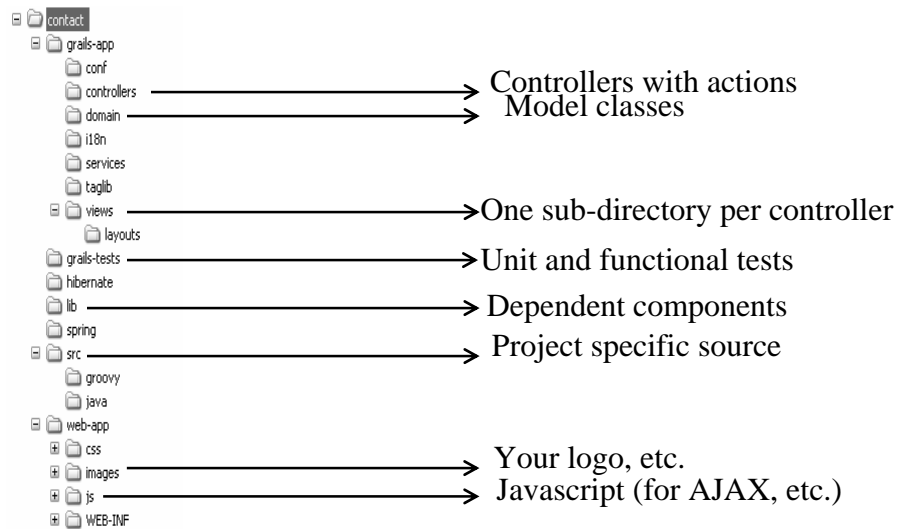 contact
grails-app
conf
controllers
Controllers with actions
domain
Model classes
i18n
services
taglib
views
One sub-directory per controller
layouts
grails-tests
Unit and functional tests
hibernate
lib
Dependent components
spring
src
Project specific source
groovy
java
web-app
css
images
Your logo, etc.
js
Javascript (for AJAX, etc.)
WEB-INF